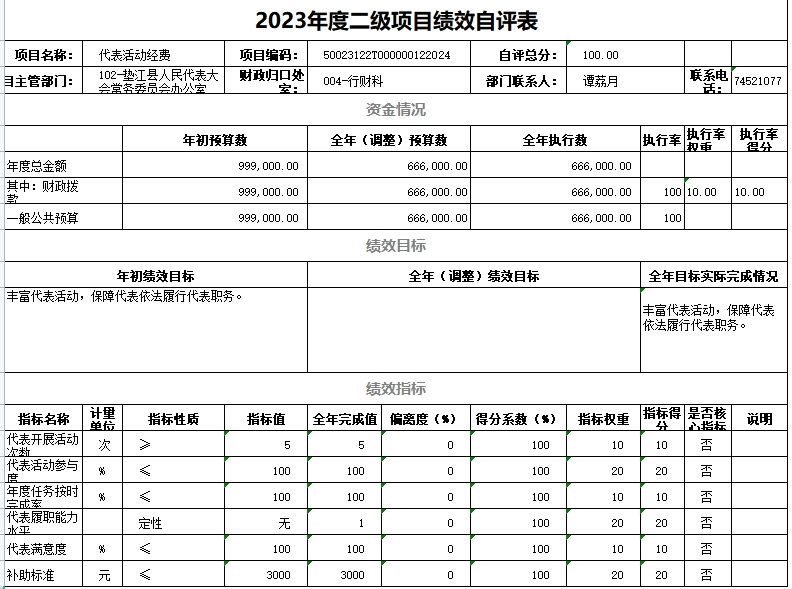 2023年度二级项目绩效自评表
项目名称： 代表活动经费 项目编码： 50023122T000000122024 自评总分： 100.00
目主管部门： 102-垫江县人民代表大会常务委员会办公室 财政归口处室： 004-行财科 部门联系人： 谭荔月 联系电话： 74521077
资金情况
年初预算数 全年（调整）预算数 全年执行数 执行率 执行率权重 执行率得分
年度总金额 999,000.00 666,000.00 666,000.00
其中：财政拨款 999,000.00 666,000.00 666,000.00 100 10.00 10.00
一般公共预算 999,000.00 666,000.00 666,000.00 100
绩效目标
年初绩效目标 全年（调整）绩效目标 全年目标实际完成情况
丰富代表活动，保障代表依法履行代表职务。 丰富代表活动，保障代表依法履行代表职务。
绩效指标
指标名称 计量单位 指标性质 指标值 全年完成值 偏离度（%） 得分系数（%） 指标权重 指标得分 是否核心指标 说明
代表开展活动次数 次 ≥ 5 5 0 100 10 10 否
代表活动参与度 % ≤ 100 100 0 100 20 20 否
年度任务按时完成率 % ≤ 100 100 0 100 10 10 否
代表履职能力水平 定性 无 1 0 100 20 20 否
代表满意度 % ≤ 100 100 0 100 10 10 否
补助标准 元 ≤ 3000 3000 0 100 20 20 否